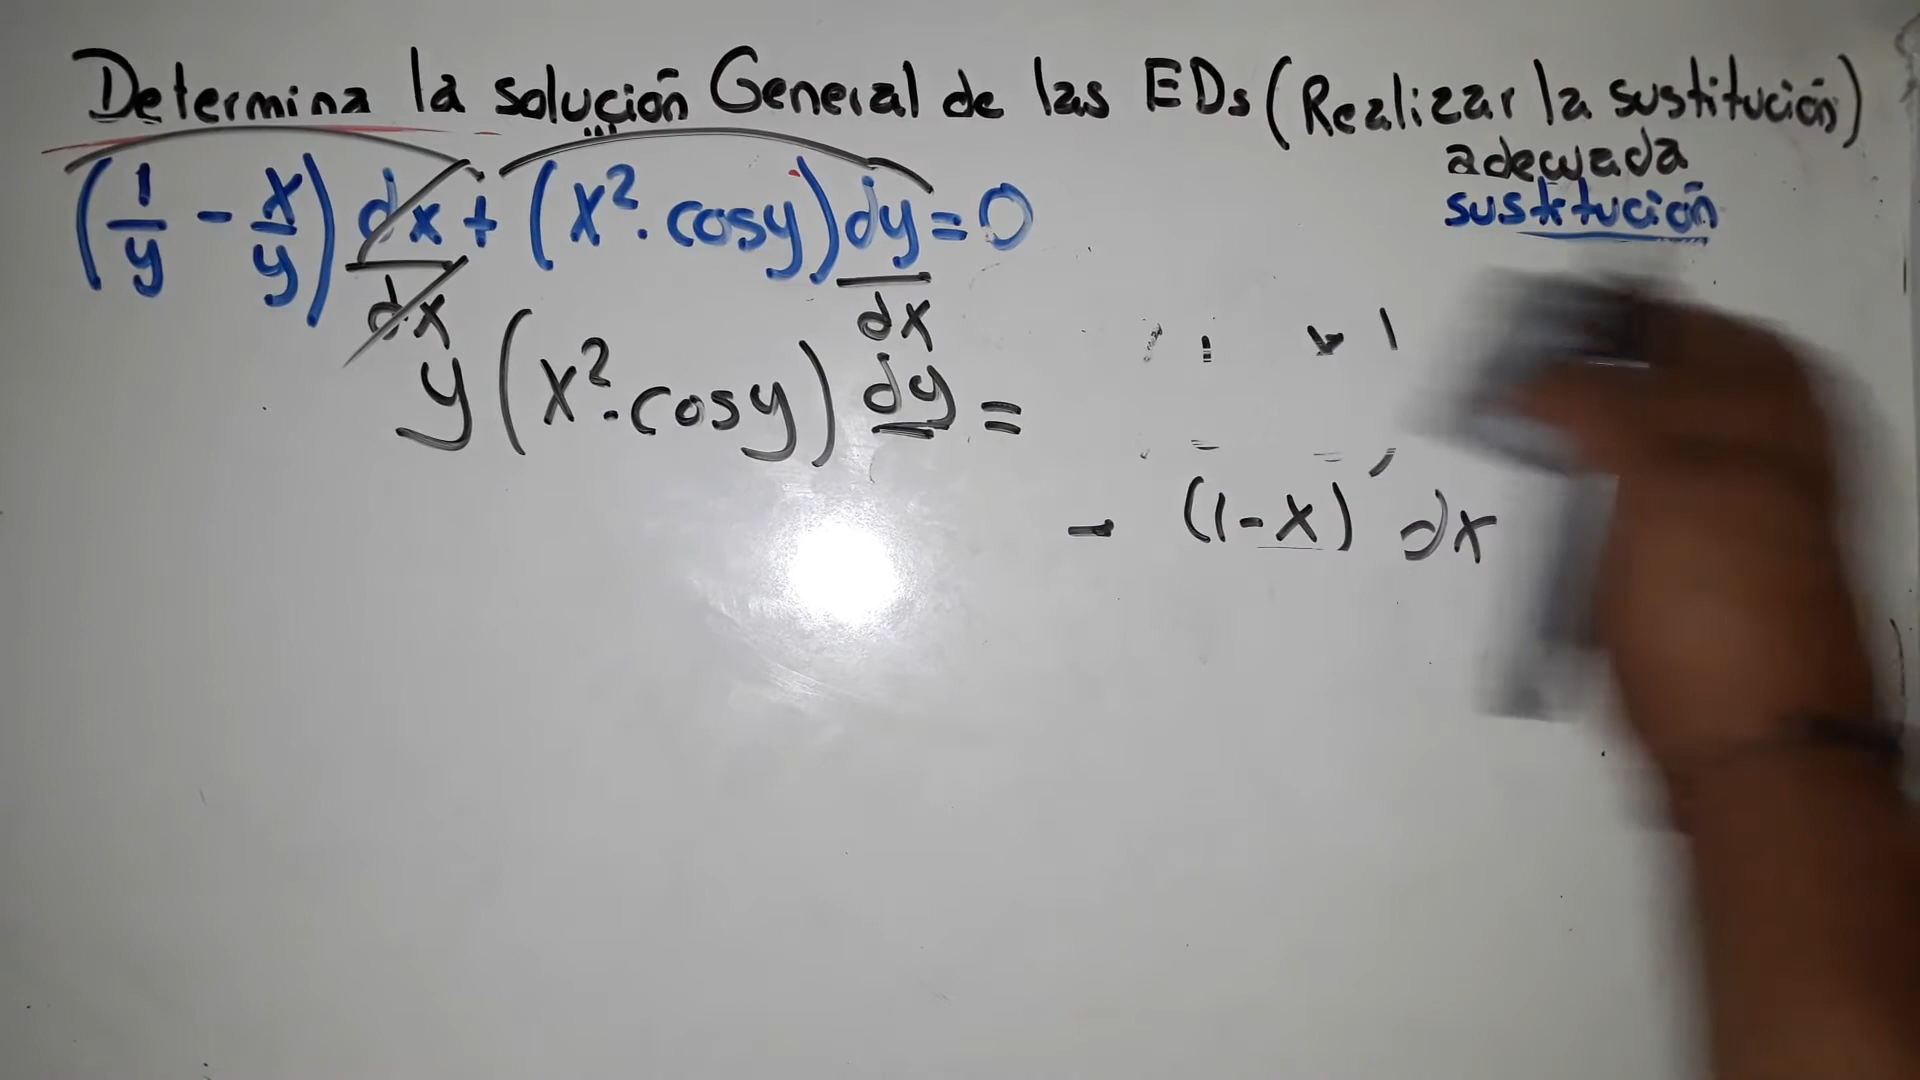 Determina la solución General de las EDs (Realizar la sustitución)
adecuada
sustitución
(1/y - x/y) dx/dx + (x². cosy) dy/dx = 0
y (x². cosy) dy =
- (1-x) dx